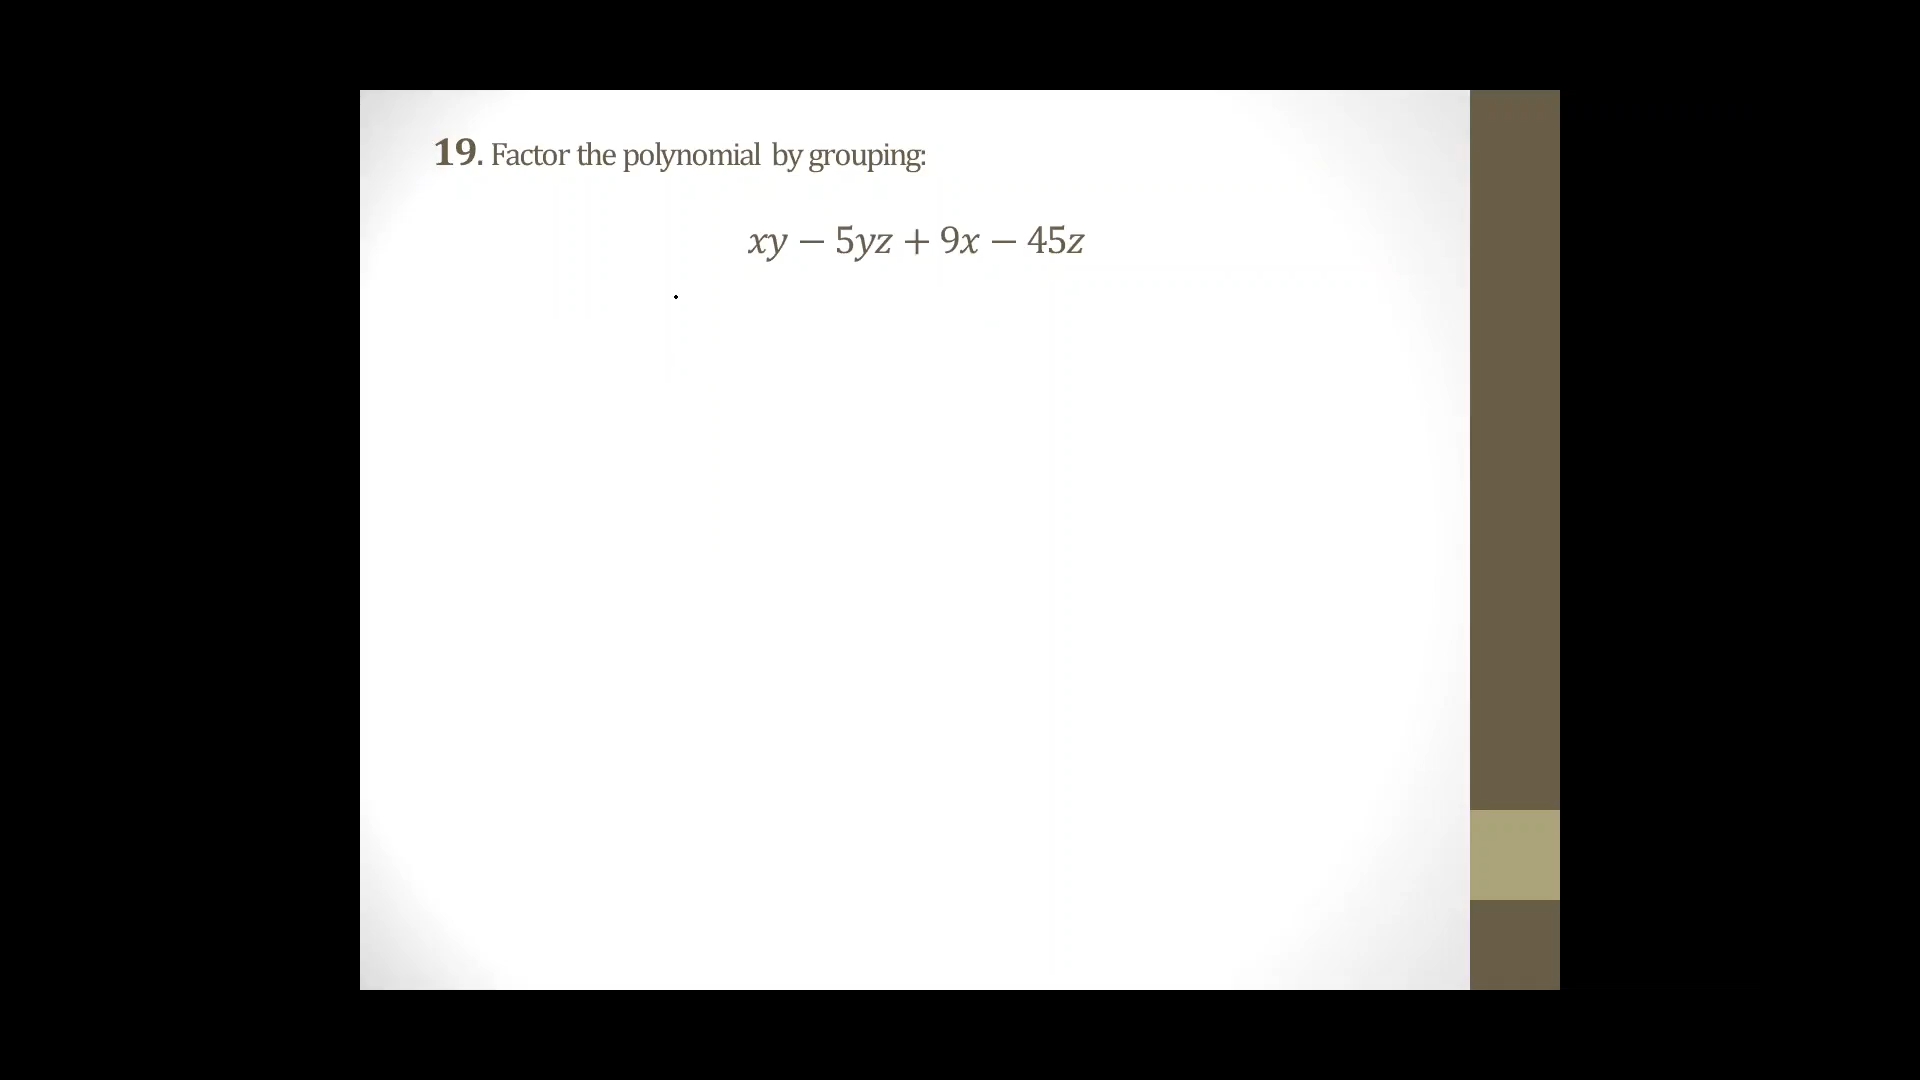 19. Factor the polynomial by grouping:
xy − 5yz + 9x − 45z